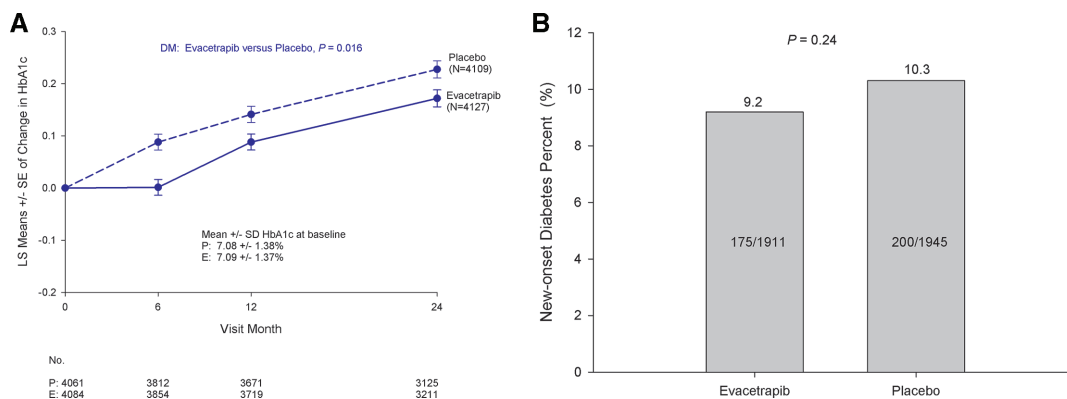 A
DM: Evacetrapib versus Placebo, P = 0.016
LS Means +/- SE of Change in HbA1c
0.3
0.2
0.1
0.0
-0.1
-0.2
Placebo
(N=4109)
Evacetrapib
(N=4127)
Mean +/- SD HbA1c at baseline
P: 7.08 +/- 1.38%
E: 7.09 +/- 1.37%
0 6 12 24
Visit Month
No.
P: 4061 3812 3671 3125
E: 4084 3854 3719 3211
B
P = 0.24
New-onset Diabetes Percent (%)
12
10
8
6
4
2
0
9.2
10.3
175/1911
200/1945
Evacetrapib Placebo